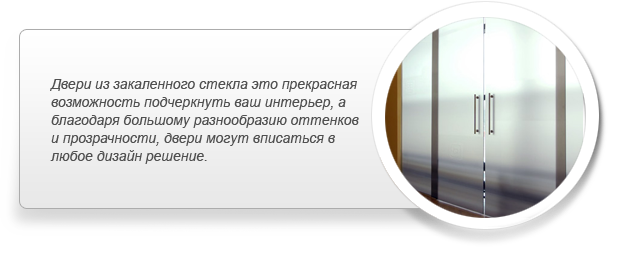 Двери из закаленного стекла это прекрасная
возможность подчеркнуть ваш интерьер, а
благодаря большому разнообразию оттенков
и прозрачности, двери могут вписаться в
любое дизайн решение.